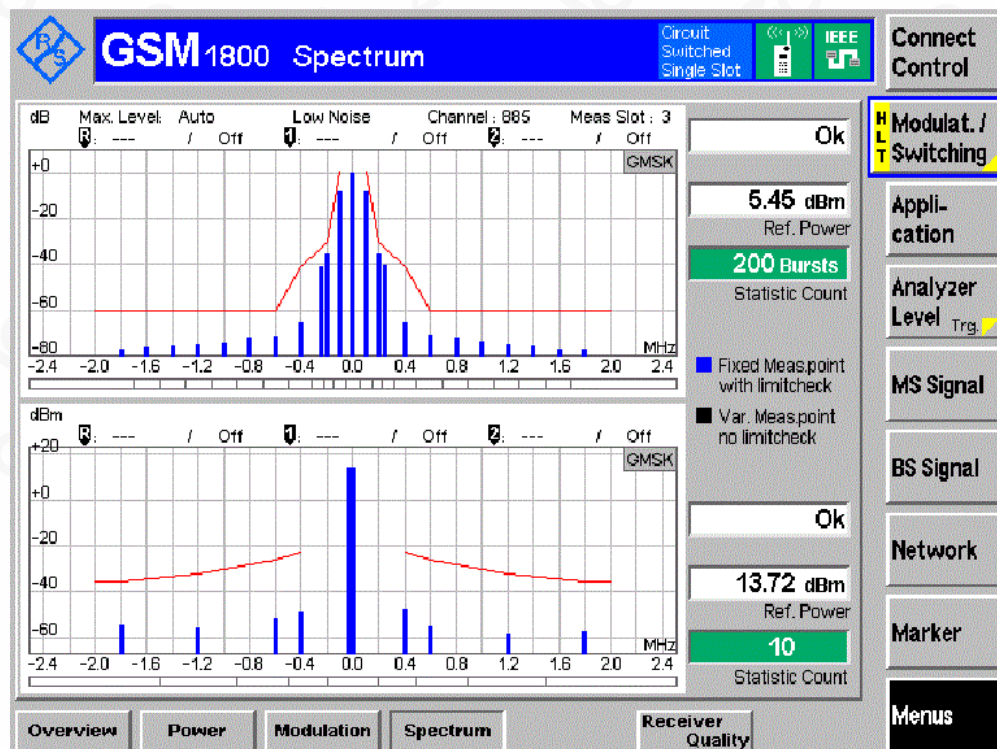 R/S
GSM 1800 Spectrum
Circuit
Switched
Single Slot
IEEE
Connect
Control
dB Max. Level: Auto Low Noise Channel : 885 Meas Slot : 3
R: --- / Off 1: --- / Off 2: --- / Off
GMSK
+0
-20
-40
-60
-80
MHz
-2.4 -2.0 -1.6 -1.2 -0.8 -0.4 0.0 0.4 0.8 1.2 1.6 2.0 2.4
Ok
5.45 dBm
Ref. Power
200 Bursts
Statistic Count
Fixed Meas.point
with limitcheck
Var. Meas.point
no limitcheck
dBm
R: --- / Off 1: --- / Off 2: --- / Off
GMSK
+20
+0
-20
-40
-60
MHz
-2.4 -2.0 -1.6 -1.2 -0.8 -0.4 0.0 0.4 0.8 1.2 1.6 2.0 2.4
Ok
13.72 dBm
Ref. Power
10
Statistic Count
HLT
Modulat. /
Switching
Appli-
cation
Analyzer
Level Trg.
MS Signal
BS Signal
Network
Marker
Menus
Overview
Power
Modulation
Spectrum
Receiver
Quality